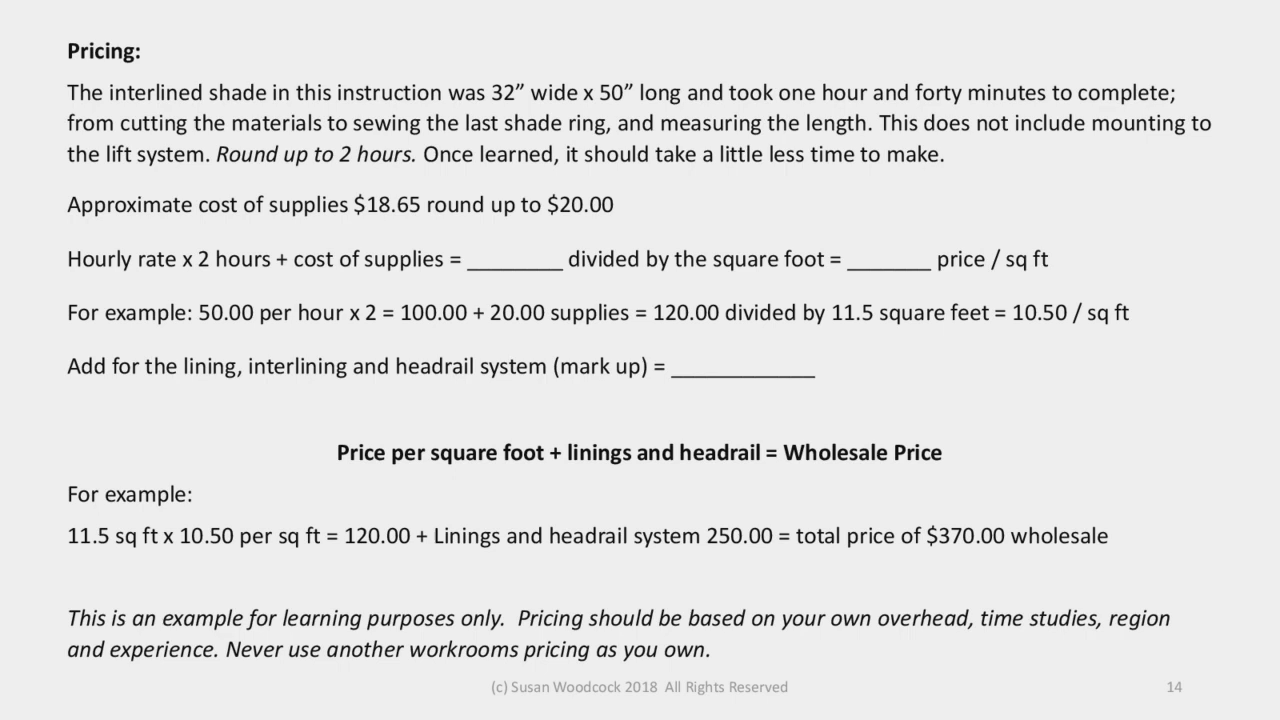 Pricing:
The interlined shade in this instruction was 32” wide x 50” long and took one hour and forty minutes to complete;
from cutting the materials to sewing the last shade ring, and measuring the length. This does not include mounting to
the lift system. Round up to 2 hours. Once learned, it should take a little less time to make.
Approximate cost of supplies $18.65 round up to $20.00
Hourly rate x 2 hours + cost of supplies = ________ divided by the square foot = _______ price / sq ft
For example: 50.00 per hour x 2 = 100.00 + 20.00 supplies = 120.00 divided by 11.5 square feet = 10.50 / sq ft
Add for the lining, interlining and headrail system (mark up) = ____________
Price per square foot + linings and headrail = Wholesale Price
For example:
11.5 sq ft x 10.50 per sq ft = 120.00 + Linings and headrail system 250.00 = total price of $370.00 wholesale
This is an example for learning purposes only.  Pricing should be based on your own overhead, time studies, region
and experience. Never use another workrooms pricing as you own.
(c) Susan Woodcock 2018  All Rights Reserved
14